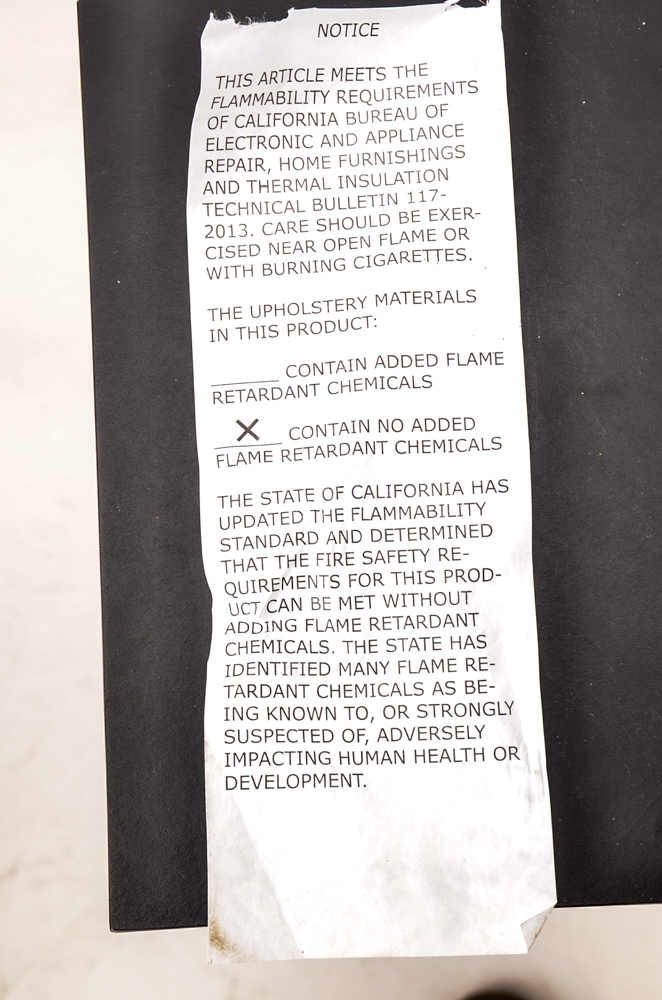 NOTICE
THIS ARTICLE MEETS THE
FLAMMABILITY REQUIREMENTS
OF CALIFORNIA BUREAU OF
ELECTRONIC AND APPLIANCE
REPAIR, HOME FURNISHINGS
AND THERMAL INSULATION
TECHNICAL BULLETIN 117-
2013. CARE SHOULD BE EXER-
CISED NEAR OPEN FLAME OR
WITH BURNING CIGARETTES.
THE UPHOLSTERY MATERIALS
IN THIS PRODUCT:
______ CONTAIN ADDED FLAME
RETARDANT CHEMICALS
__X__ CONTAIN NO ADDED
FLAME RETARDANT CHEMICALS
THE STATE OF CALIFORNIA HAS
UPDATED THE FLAMMABILITY
STANDARD AND DETERMINED
THAT THE FIRE SAFETY RE-
QUIREMENTS FOR THIS PROD-
UCT CAN BE MET WITHOUT
ADDING FLAME RETARDANT
CHEMICALS. THE STATE HAS
IDENTIFIED MANY FLAME RE-
TARDANT CHEMICALS AS BE-
ING KNOWN TO, OR STRONGLY
SUSPECTED OF, ADVERSELY
IMPACTING HUMAN HEALTH OR
DEVELOPMENT.